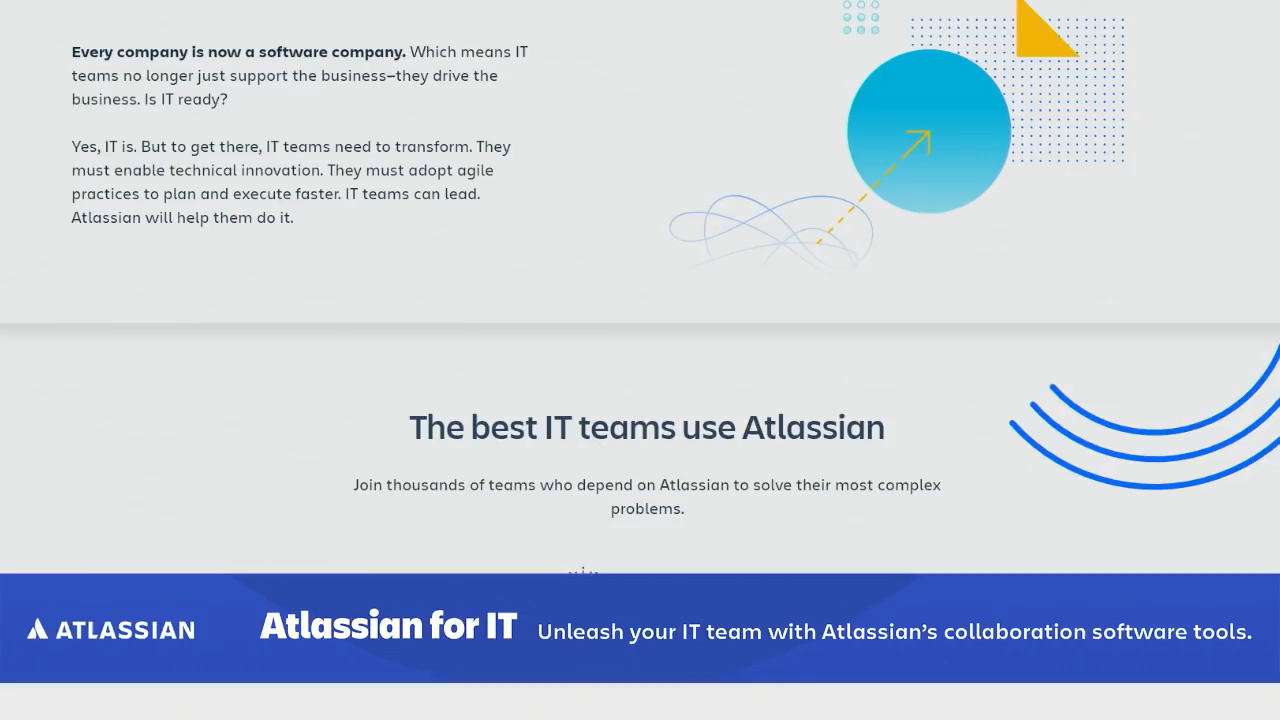 Every company is now a software company. Which means IT
teams no longer just support the business—they drive the
business. Is IT ready?
Yes, IT is. But to get there, IT teams need to transform. They
must enable technical innovation. They must adopt agile
practices to plan and execute faster. IT teams can lead.
Atlassian will help them do it.
The best IT teams use Atlassian
Join thousands of teams who depend on Atlassian to solve their most complex
problems.
ATLASSIAN Atlassian for IT Unleash your IT team with Atlassian’s collaboration software tools.